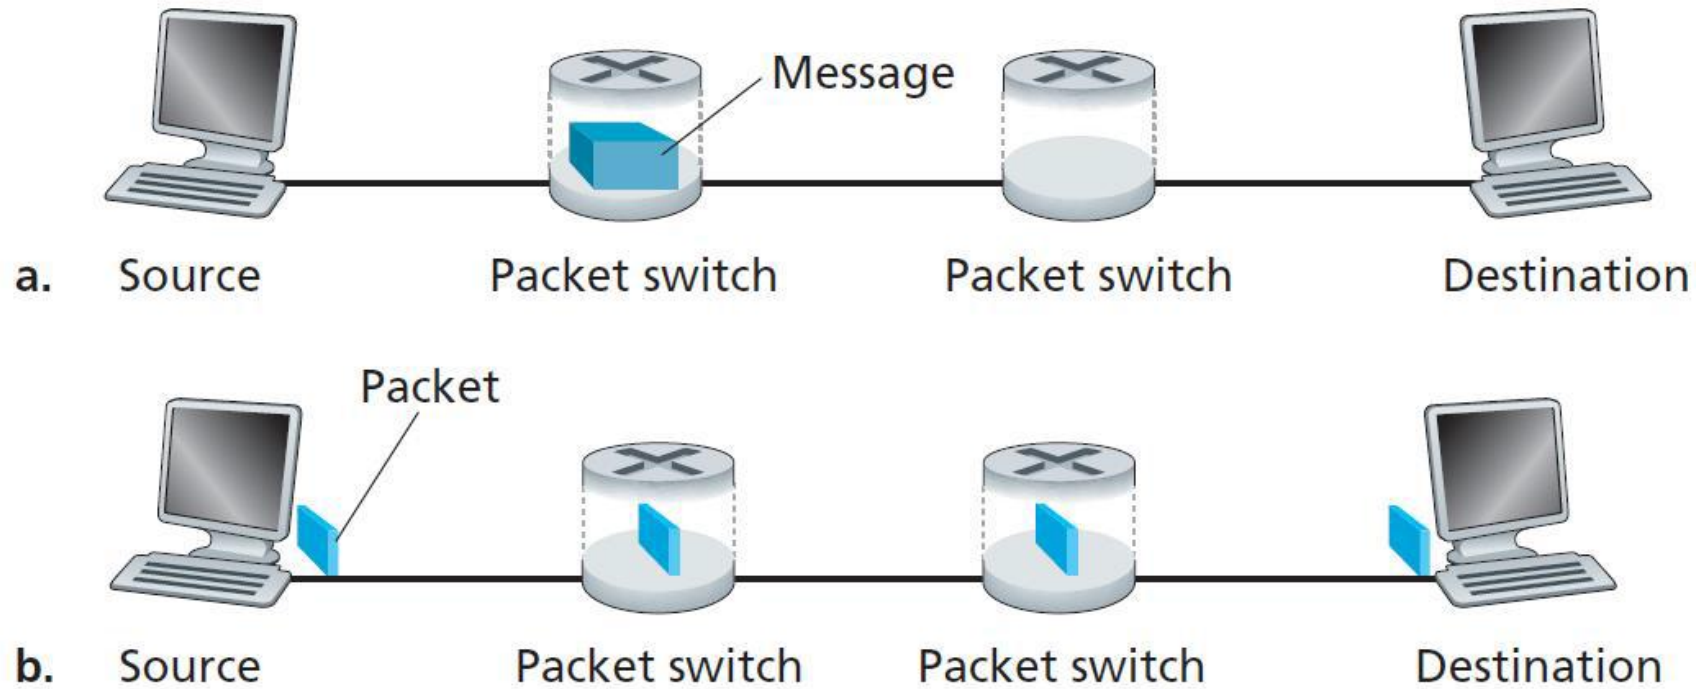 Message
a. Source Packet switch Packet switch Destination
Packet
b. Source Packet switch Packet switch Destination